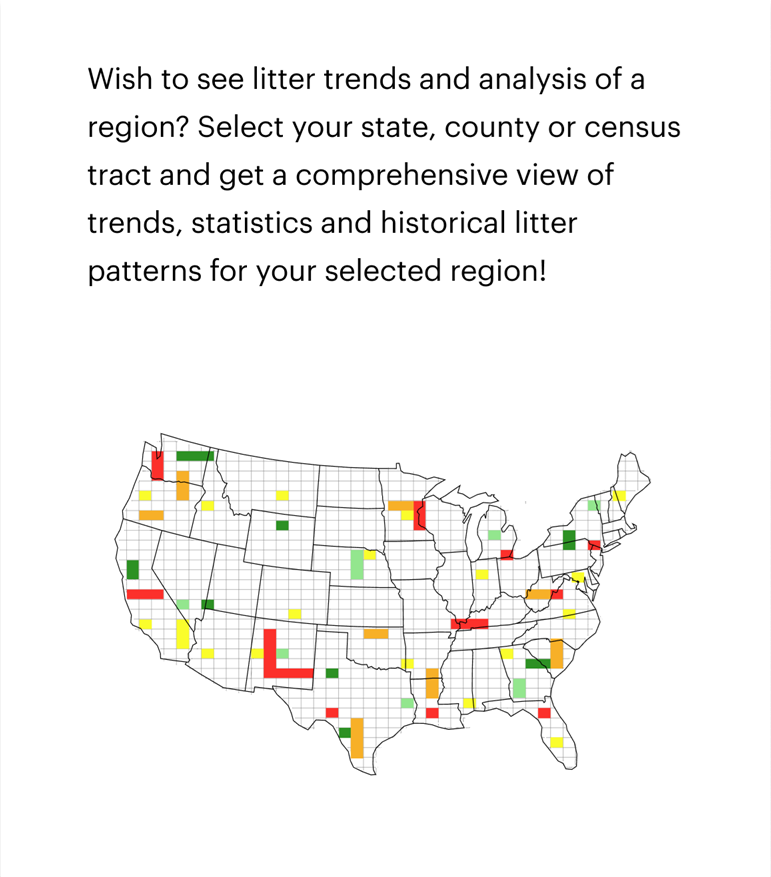 Wish to see litter trends and analysis of a
region? Select your state, county or census
tract and get a comprehensive view of
trends, statistics and historical litter
patterns for your selected region!